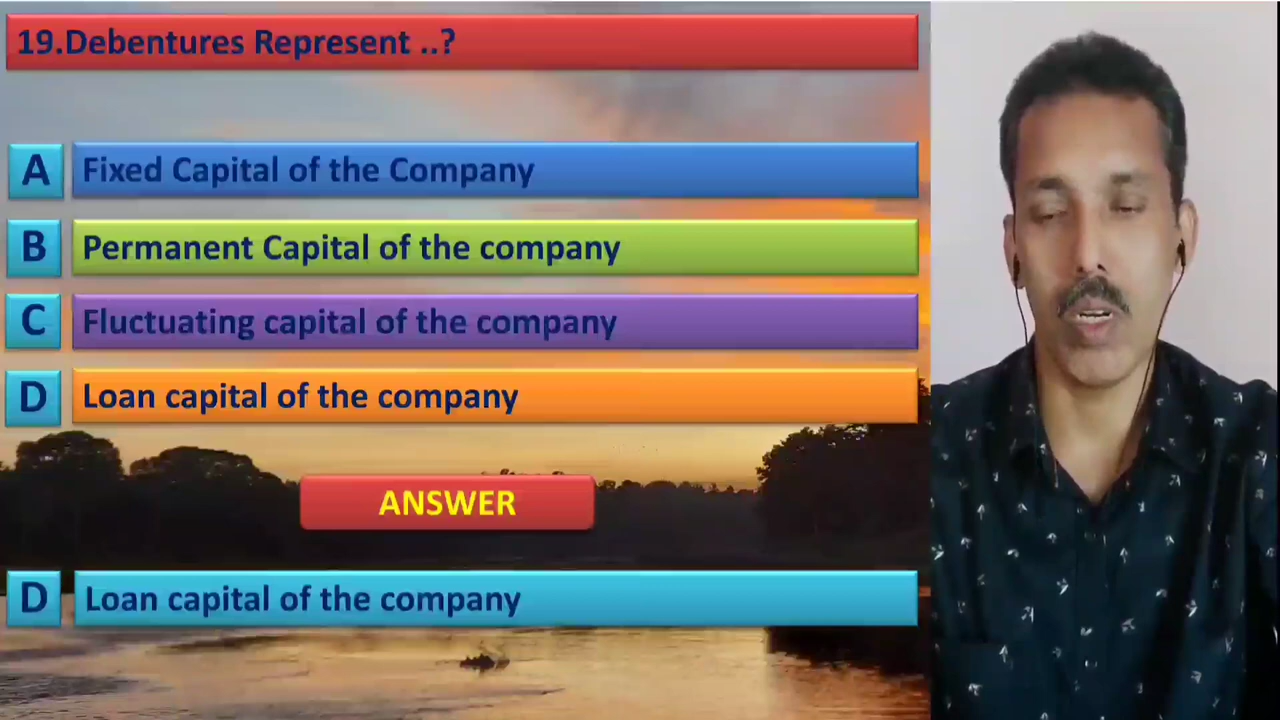 19.Debentures Represent ..?
A Fixed Capital of the Company
B Permanent Capital of the company
C Fluctuating capital of the company
D Loan capital of the company
ANSWER
D Loan capital of the company